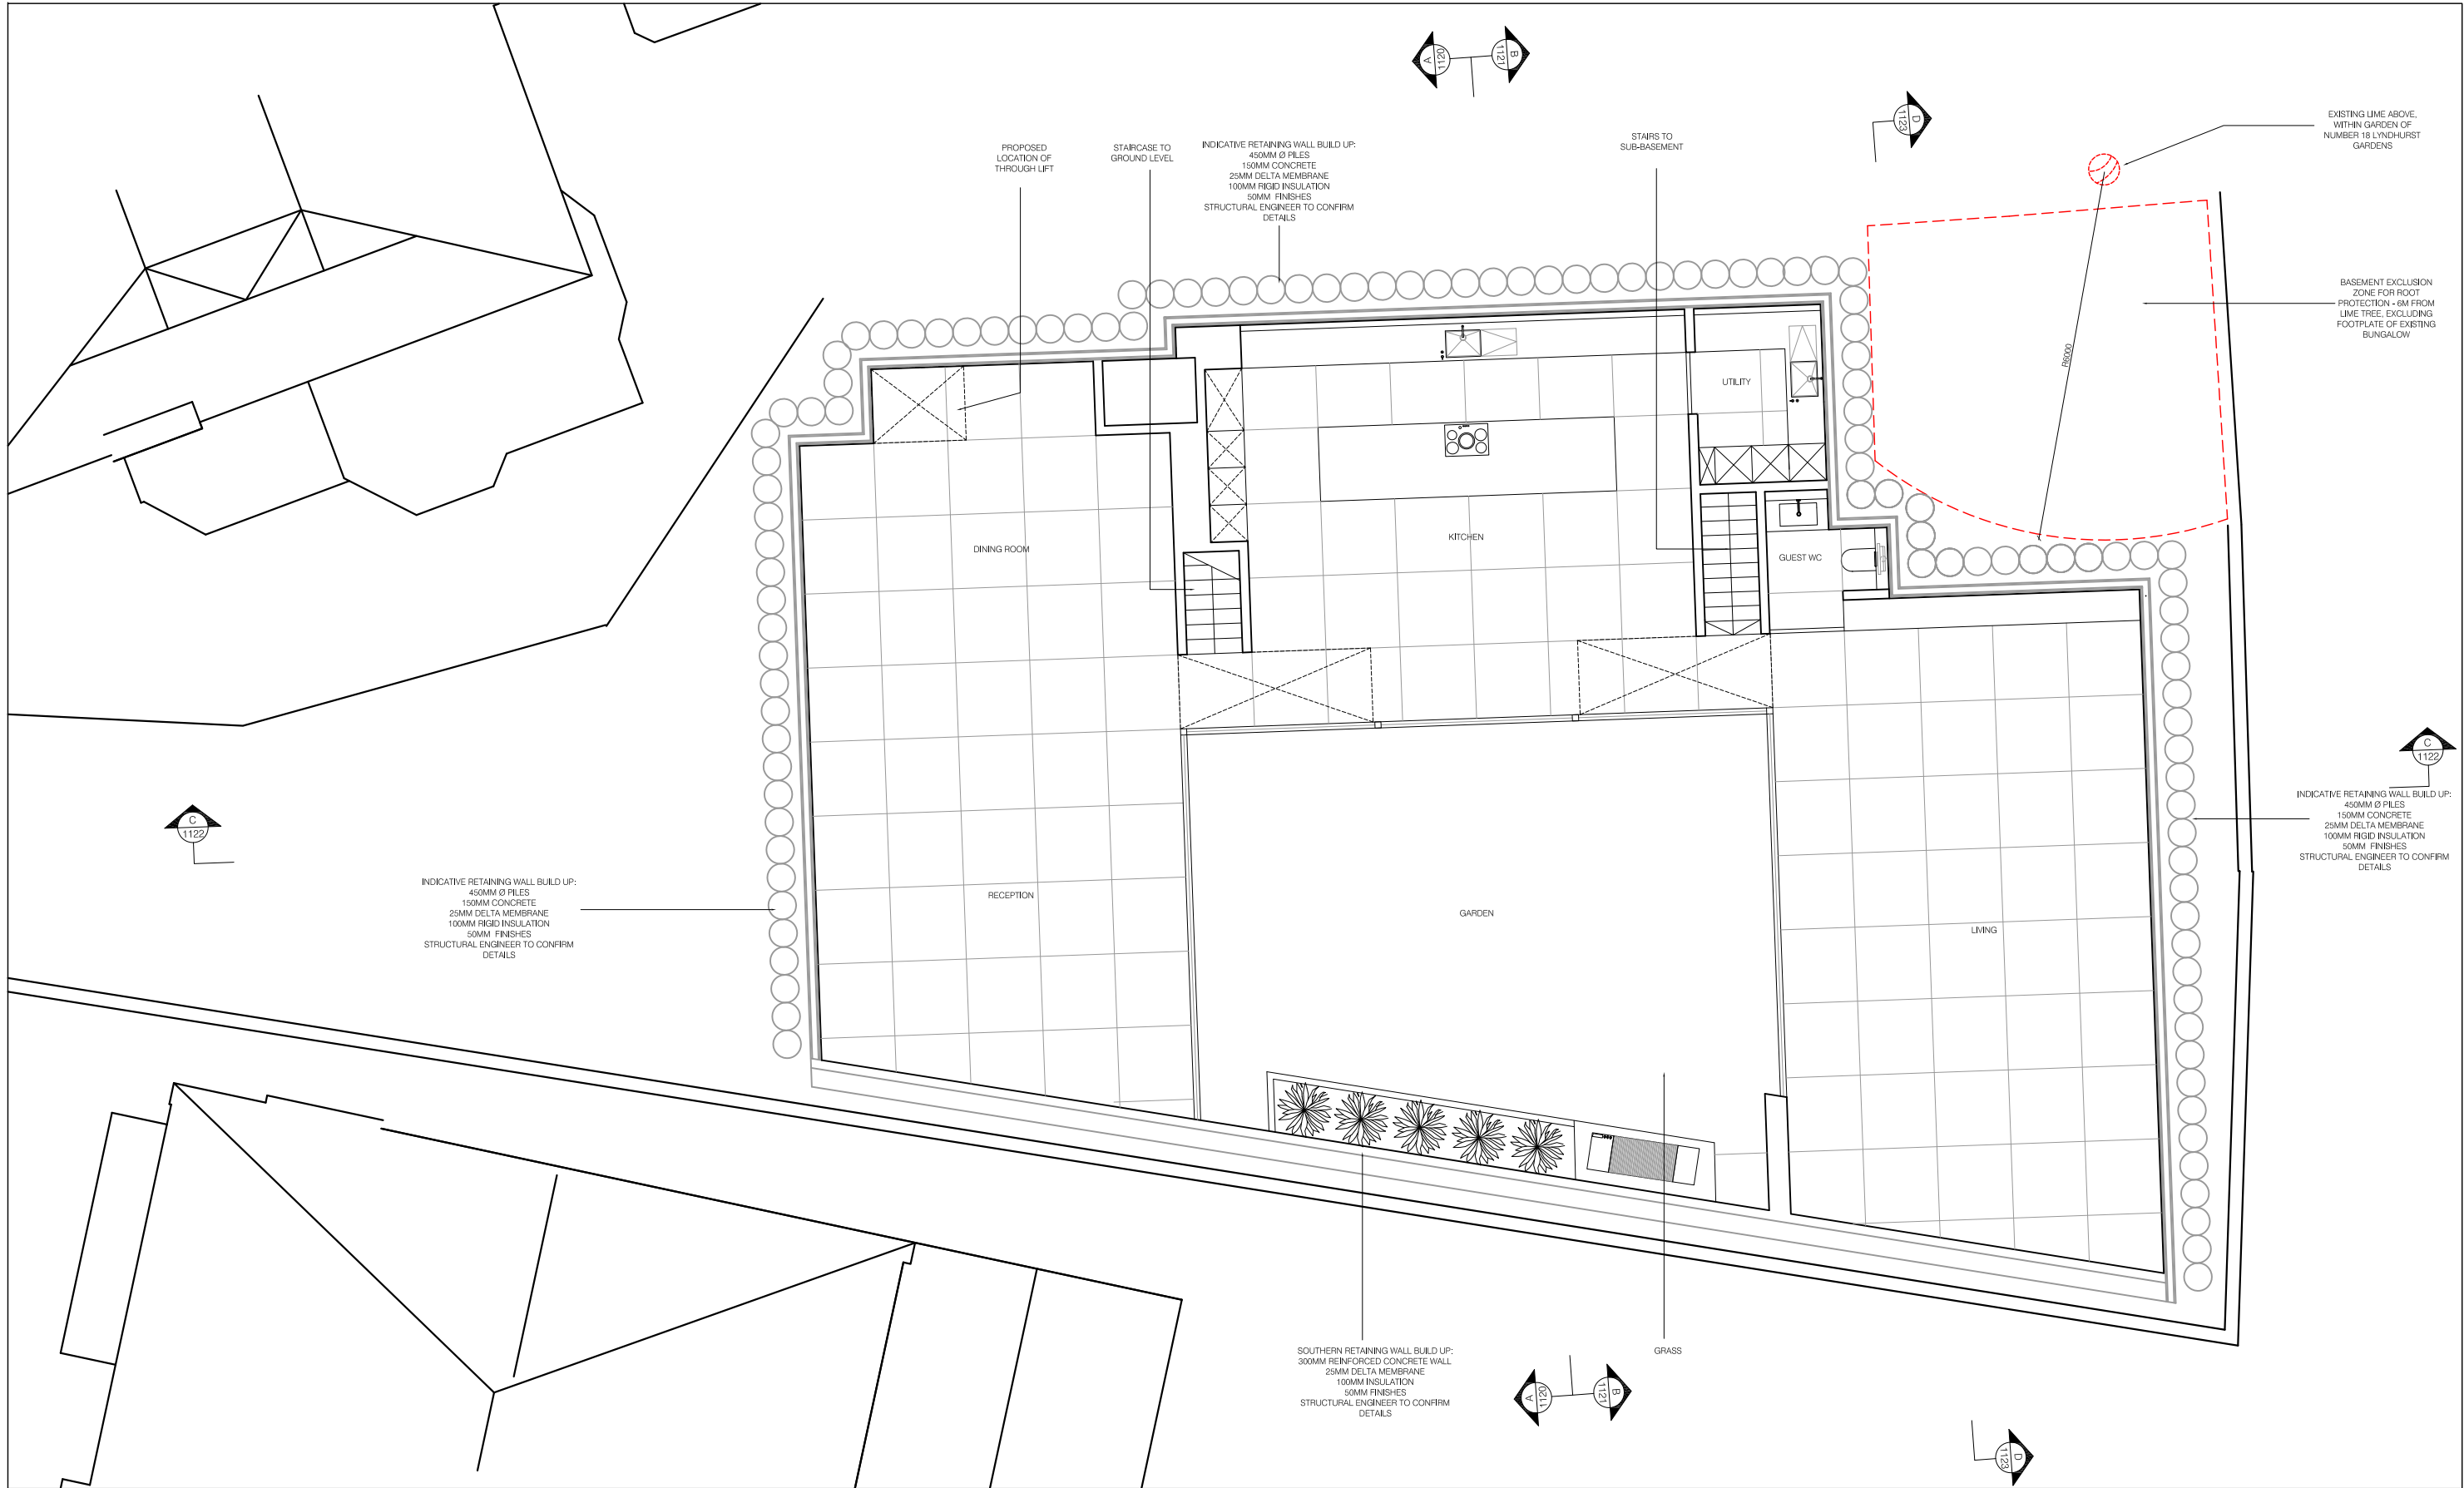 A
1120
B
1121
D
1123
EXISTING LIME ABOVE,
WITHIN GARDEN OF
NUMBER 18 LYNDHURST
GARDENS
PROPOSED
LOCATION OF
THROUGH LIFT
STAIRCASE TO
GROUND LEVEL
INDICATIVE RETAINING WALL BUILD UP:
450MM Ø PILES
150MM CONCRETE
25MM DELTA MEMBRANE
100MM RIGID INSULATION
50MM FINISHES
STRUCTURAL ENGINEER TO CONFIRM
DETAILS
STAIRS TO
SUB-BASEMENT
BASEMENT EXCLUSION
ZONE FOR ROOT
PROTECTION - 6M FROM
LIME TREE, EXCLUDING
FOOTPLATE OF EXISTING
BUNGALOW
R6000
UTILITY
DINING ROOM
KITCHEN
GUEST WC
C
1122
C
1122
INDICATIVE RETAINING WALL BUILD UP:
450MM Ø PILES
150MM CONCRETE
25MM DELTA MEMBRANE
100MM RIGID INSULATION
50MM FINISHES
STRUCTURAL ENGINEER TO CONFIRM
DETAILS
INDICATIVE RETAINING WALL BUILD UP:
450MM Ø PILES
150MM CONCRETE
25MM DELTA MEMBRANE
100MM RIGID INSULATION
50MM FINISHES
STRUCTURAL ENGINEER TO CONFIRM
DETAILS
RECEPTION
GARDEN
LIVING
SOUTHERN RETAINING WALL BUILD UP:
300MM REINFORCED CONCRETE WALL
25MM DELTA MEMBRANE
100MM INSULATION
50MM FINISHES
STRUCTURAL ENGINEER TO CONFIRM
DETAILS
GRASS
A
1120
B
1121
D
1123